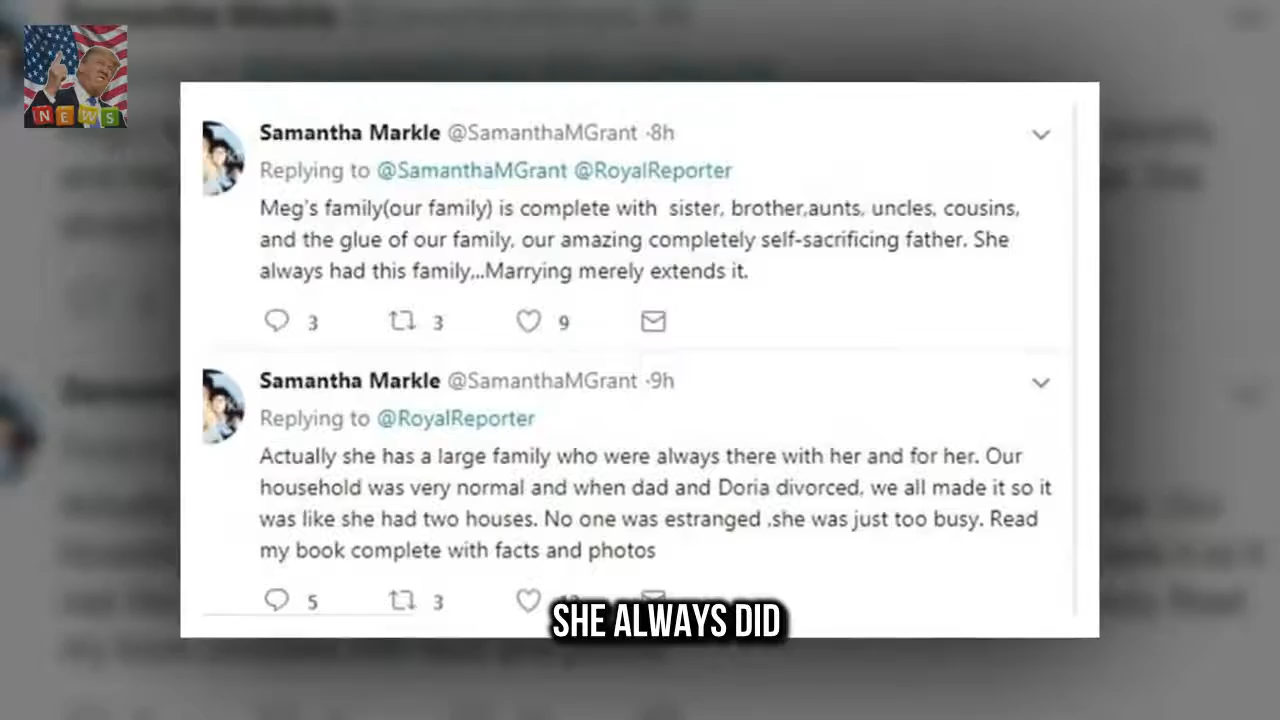 NEWS
Samantha Markle @SamanthaMGrant ·8h
Replying to @SamanthaMGrant @RoyalReporter
Meg's family(our family) is complete with sister, brother,aunts, uncles, cousins,
and the glue of our family, our amazing completely self-sacrificing father. She
always had this family,..Marrying merely extends it.
3 3 9
Samantha Markle @SamanthaMGrant ·9h
Replying to @RoyalReporter
Actually she has a large family who were always there with her and for her. Our
household was very normal and when dad and Doria divorced, we all made it so it
was like she had two houses. No one was estranged ,she was just too busy. Read
my book complete with facts and photos
5 3
SHE ALWAYS DID